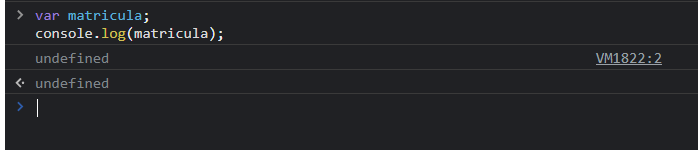 > var matricula;
console.log(matricula);
undefined VM1822:2
undefined
>